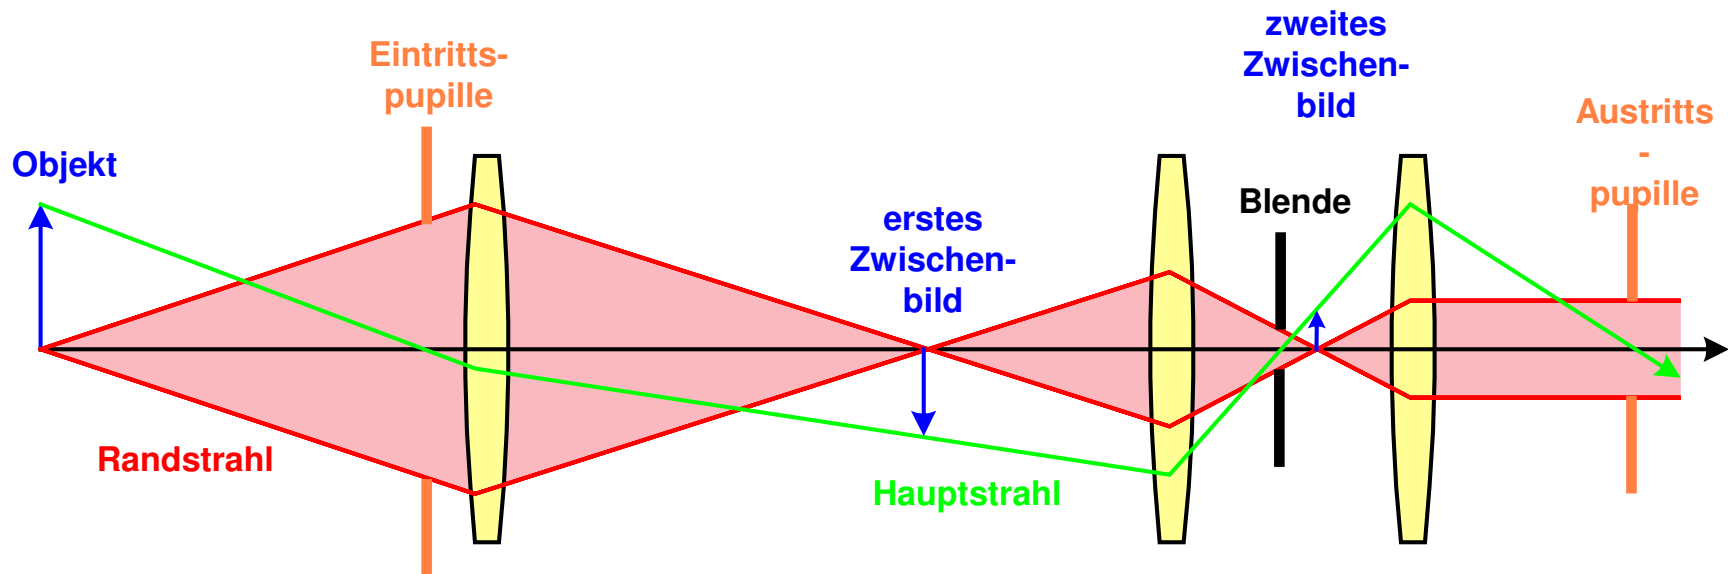 Eintritts-
pupille
Objekt
zweites
Zwischen-
bild
Austritts
-
pupille
Blende
erstes
Zwischen-
bild
Randstrahl
Hauptstrahl